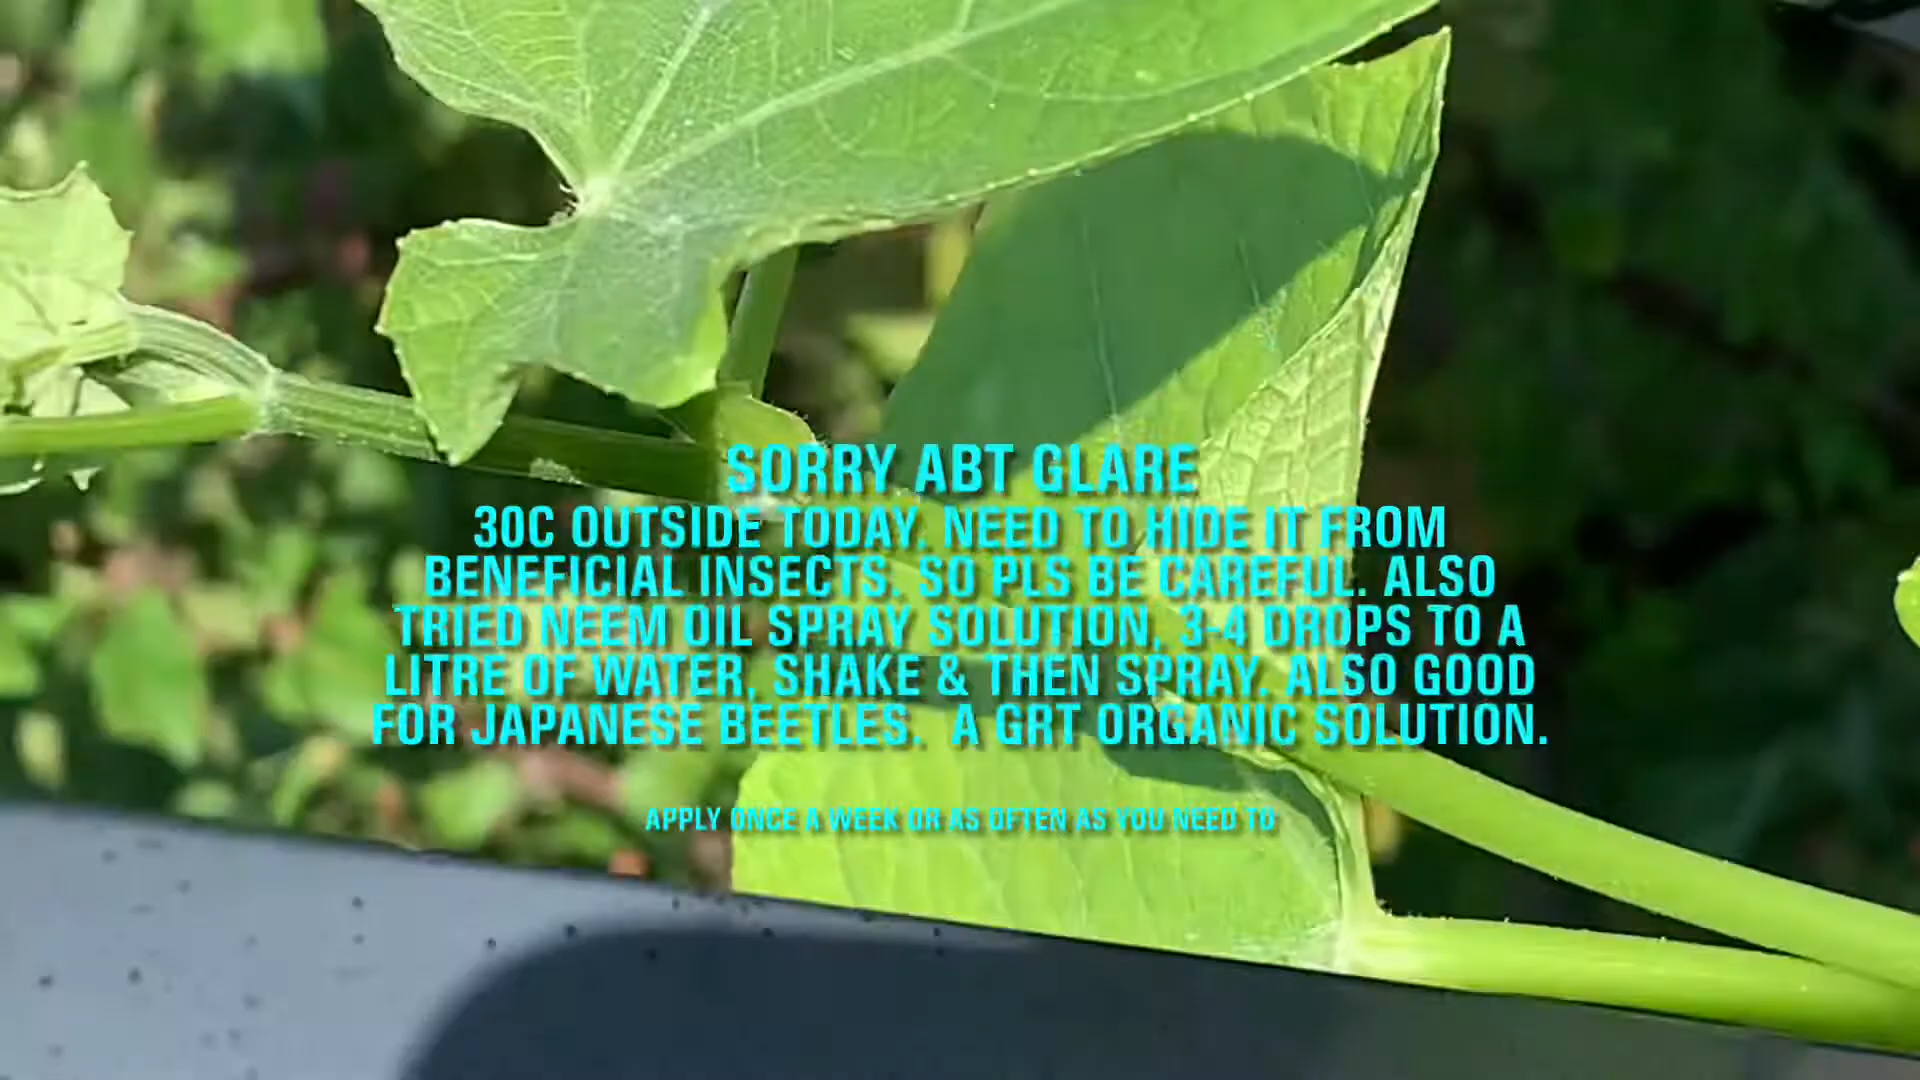 SORRY ABT GLARE
30C OUTSIDE TODAY. NEED TO HIDE IT FROM
BENEFICIAL INSECTS. SO PLS BE CAREFUL. ALSO
TRIED NEEM OIL SPRAY SOLUTION, 3-4 DROPS TO A
LITRE OF WATER, SHAKE & THEN SPRAY. ALSO GOOD
FOR JAPANESE BEETLES.  A GRT ORGANIC SOLUTION.
APPLY ONCE A WEEK OR AS OFTEN AS YOU NEED TO